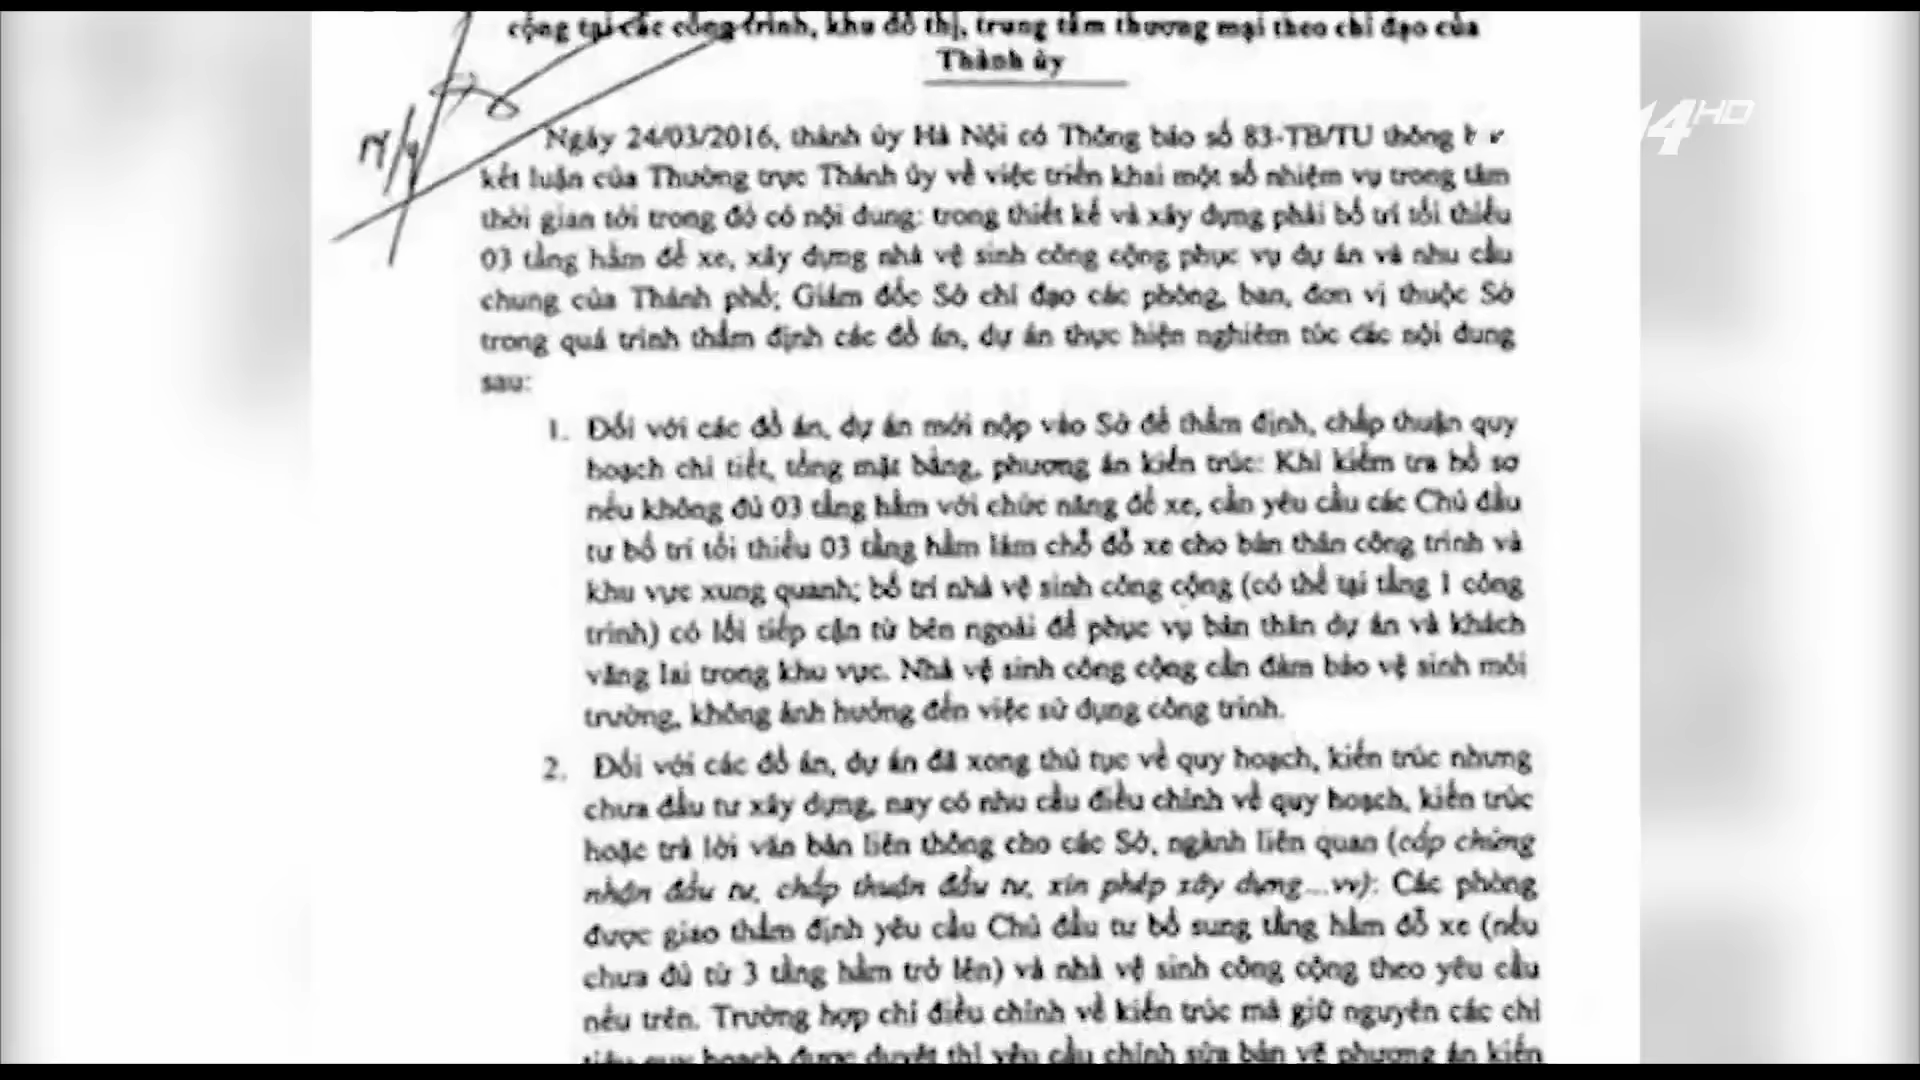 cộng tại các công trình, khu đô thị, trung tâm thương mại theo chỉ đạo của
Thành ủy
14 HD
Ngày 24/03/2016, thành ủy Hà Nội có Thông báo số 83-TB/TU thông
kết luận của Thường trực Thành ủy về việc triển khai một số nhiệm vụ trong tâm
thời gian tới trong đó có nội dung: trong thiết kế và xây dựng phải bố trí tối thiểu
03 tầng hầm để xe, xây dựng nhà vệ sinh công cộng phục vụ dự án và nhu cầu
chung của Thành phố; Giám đốc Sở chỉ đạo các phòng, ban, đơn vị thuộc Sở
trong quá trình thẩm định các đồ án, dự án thực hiện nghiêm túc các nội dung
sau:
1. Đối với các đồ án, dự án mới nộp vào Sở để thẩm định, chấp thuận quy
hoạch chi tiết, tổng mặt bằng, phương án kiến trúc: Khi kiểm tra hồ sơ
nếu không đủ 03 tầng hầm với chức năng để xe, cần yêu cầu các Chủ đầu
tư bố trí tối thiểu 03 tầng hầm làm chỗ đỗ xe cho bản thân công trình và
khu vực xung quanh; bố trí nhà vệ sinh công cộng (có thể tại tầng 1 công
trình) có lối tiếp cận từ bên ngoài để phục vụ bản thân dự án và khách
vãng lai trong khu vực. Nhà vệ sinh công cộng cần đảm bảo vệ sinh môi
trường, không ảnh hưởng đến việc sử dụng công trình.
2. Đối với các đồ án, dự án đã xong thủ tục về quy hoạch, kiến trúc nhưng
chưa đầu tư xây dựng, nay có nhu cầu điều chỉnh về quy hoạch, kiến trúc
hoặc trả lời văn bản liên thông cho các Sở, ngành liên quan (cấp chứng
nhận đầu tư, chấp thuận đầu tư, xin phép xây dựng...vv): Các phòng
được giao thẩm định yêu cầu Chủ đầu tư bổ sung tầng hầm đỗ xe (nếu
chưa đủ từ 3 tầng hầm trở lên) và nhà vệ sinh công cộng theo yêu cầu
nêu trên. Trường hợp chỉ điều chỉnh về kiến trúc mà giữ nguyên các chỉ
tiêu quy hoạch được duyệt thì yêu cầu chỉnh sửa bản vẽ phương án kiến